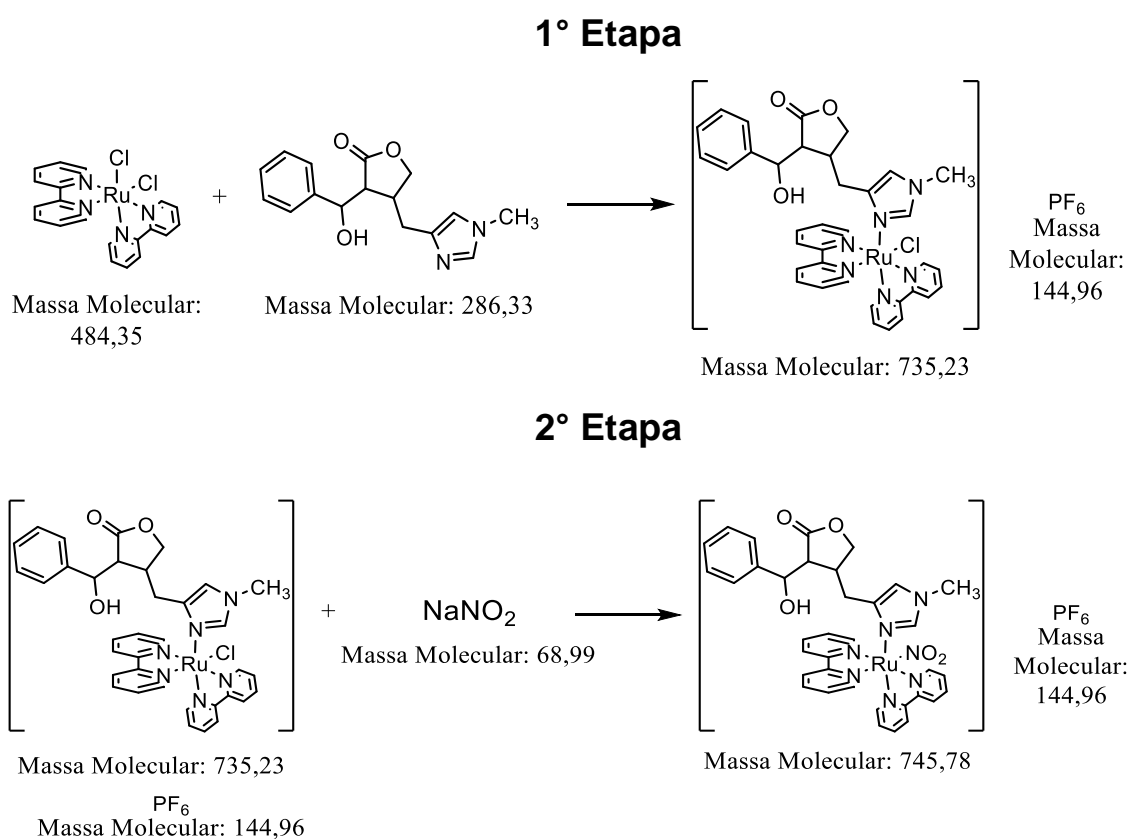 1° Etapa
Cl
Cl
N
N
Ru
N
N
+
O
O
OH
N
N
CH₃
O
O
OH
N
N
CH₃
Cl
N
N
Ru
N
N
PF₆
Massa
Molecular:
144,96
Massa Molecular:
484,35
Massa Molecular: 286,33
Massa Molecular: 735,23
2° Etapa
O
O
OH
N
N
CH₃
Cl
N
N
Ru
N
N
+
NaNO₂
Massa Molecular: 68,99
O
O
OH
N
N
CH₃
NO₂
N
N
Ru
N
N
PF₆
Massa
Molecular:
144,96
Massa Molecular: 735,23
Massa Molecular: 745,78
PF₆
Massa Molecular: 144,96